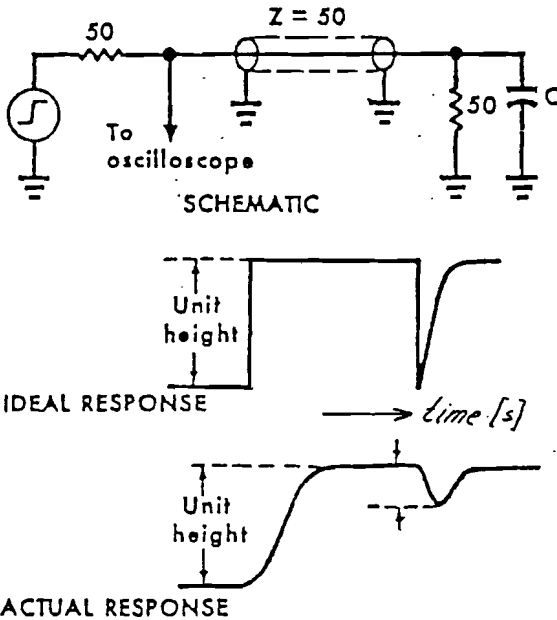 Z = 50
50
50
C
To
oscilloscope
SCHEMATIC
Unit
height
IDEAL RESPONSE
time [s]
Unit
height
ACTUAL RESPONSE